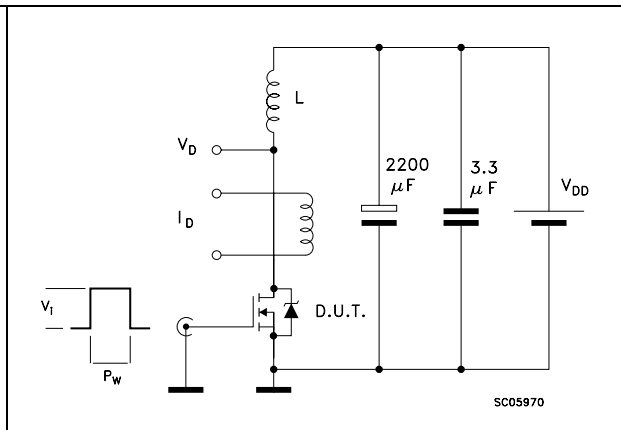 L
V_D
2200
μF
3.3
μF
V_DD
I_D
D.U.T.
V_i
P_W
SC05970